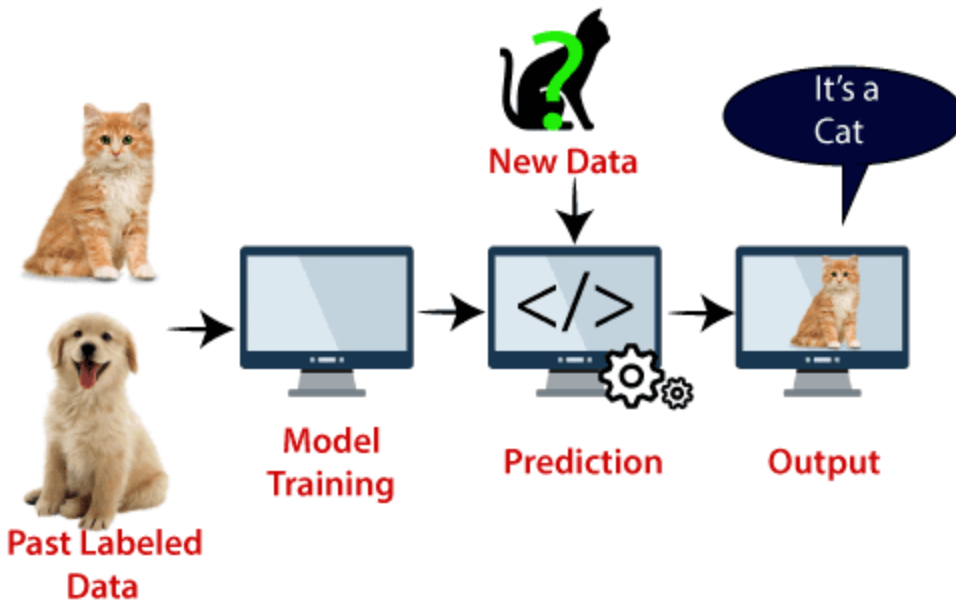 New Data
It's a
Cat
</>
Model
Training
Prediction
Output
Past Labeled
Data